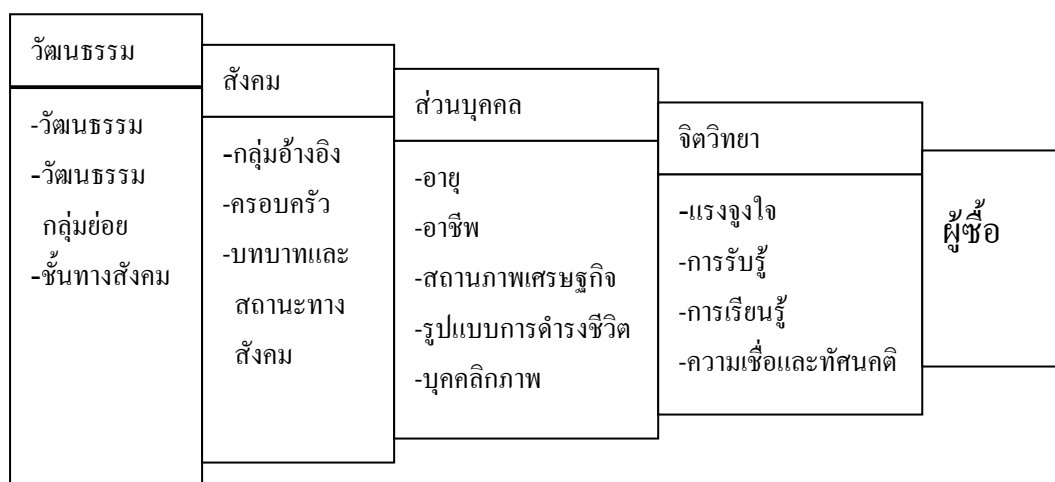 วัฒนธรรม
-วัฒนธรรม
-วัฒนธรรม
กลุ่มย่อย
-ชั้นทางสังคม
สังคม
-กลุ่มอ้างอิง
-ครอบครัว
-บทบาทและ
สถานะทาง
สังคม
ส่วนบุคคล
-อายุ
-อาชีพ
-สถานภาพเศรษฐกิจ
-รูปแบบการดำรงชีวิต
-บุคคลิกภาพ
จิตวิทยา
-แรงจูงใจ
-การรับรู้
-การเรียนรู้
-ความเชื่อและทัศนคติ
ผู้ซื้อ